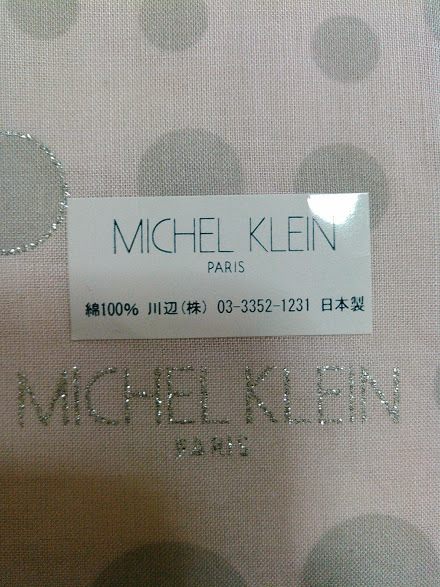 MICHEL KLEIN
PARIS
綿100% 川辺(株) 03-3352-1231 日本製
MICHEL KLEIN
PARIS